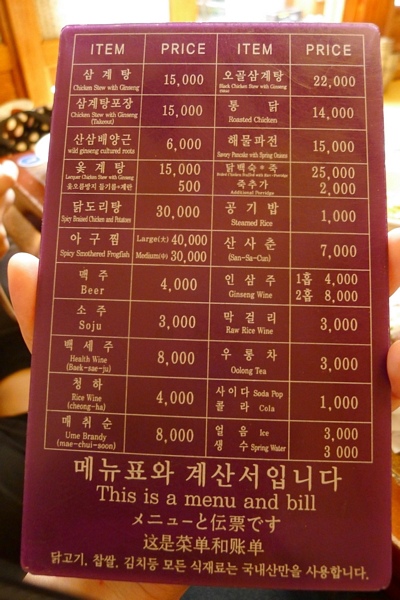 ITEM PRICE ITEM PRICE
삼계탕 15,000 오골삼계탕 22,000
Chicken Stew with Ginseng Black Chicken Stew with Ginseng
삼계탕포장 15,000 통닭 14,000
Chicken Stew with Ginseng Roasted Chicken
(Takeout)
산삼배양근 6,000 해물파전 15,000
wild ginseng cultured roots Savory Pancake with Spring Onions
옻계탕 15,000 닭백숙+죽 25,000
Lacquer Chicken Stew with Ginseng
500 죽추가 2,000
Additional Porridge
닭도리탕 30,000 공기밥 1,000
Spicy Braised Chicken and Potatoes Steamed Rice
아구찜 Large(大) 40,000 산사춘 7,000
Spicy Smothered Frogfish Medium(中) 30,000 (San-Sa-Cun)
맥주 4,000 인삼주 1홉 4,000
Beer Ginseng Wine 2홉 8,000
소주 3,000 막걸리 3,000
Soju Raw Rice Wine
백세주 8,000 우롱차 3,000
Health Wine Oolong Tea
(Baek-sae-ju)
청하 4,000 사이다 Soda Pop 1,000
Rice Wine 콜라 Cola
(cheong-ha)
매취순 8,000 얼음 Ice 3,000
Ume Brandy 생수 Spring Water 3 000
(mae-chui-soon)
메뉴표와 계산서입니다
This is a menu and bill
メニューと伝票です
这是菜单和账单
닭고기, 찹쌀, 김치등 모든 식재료는 국내산만을 사용합니다.